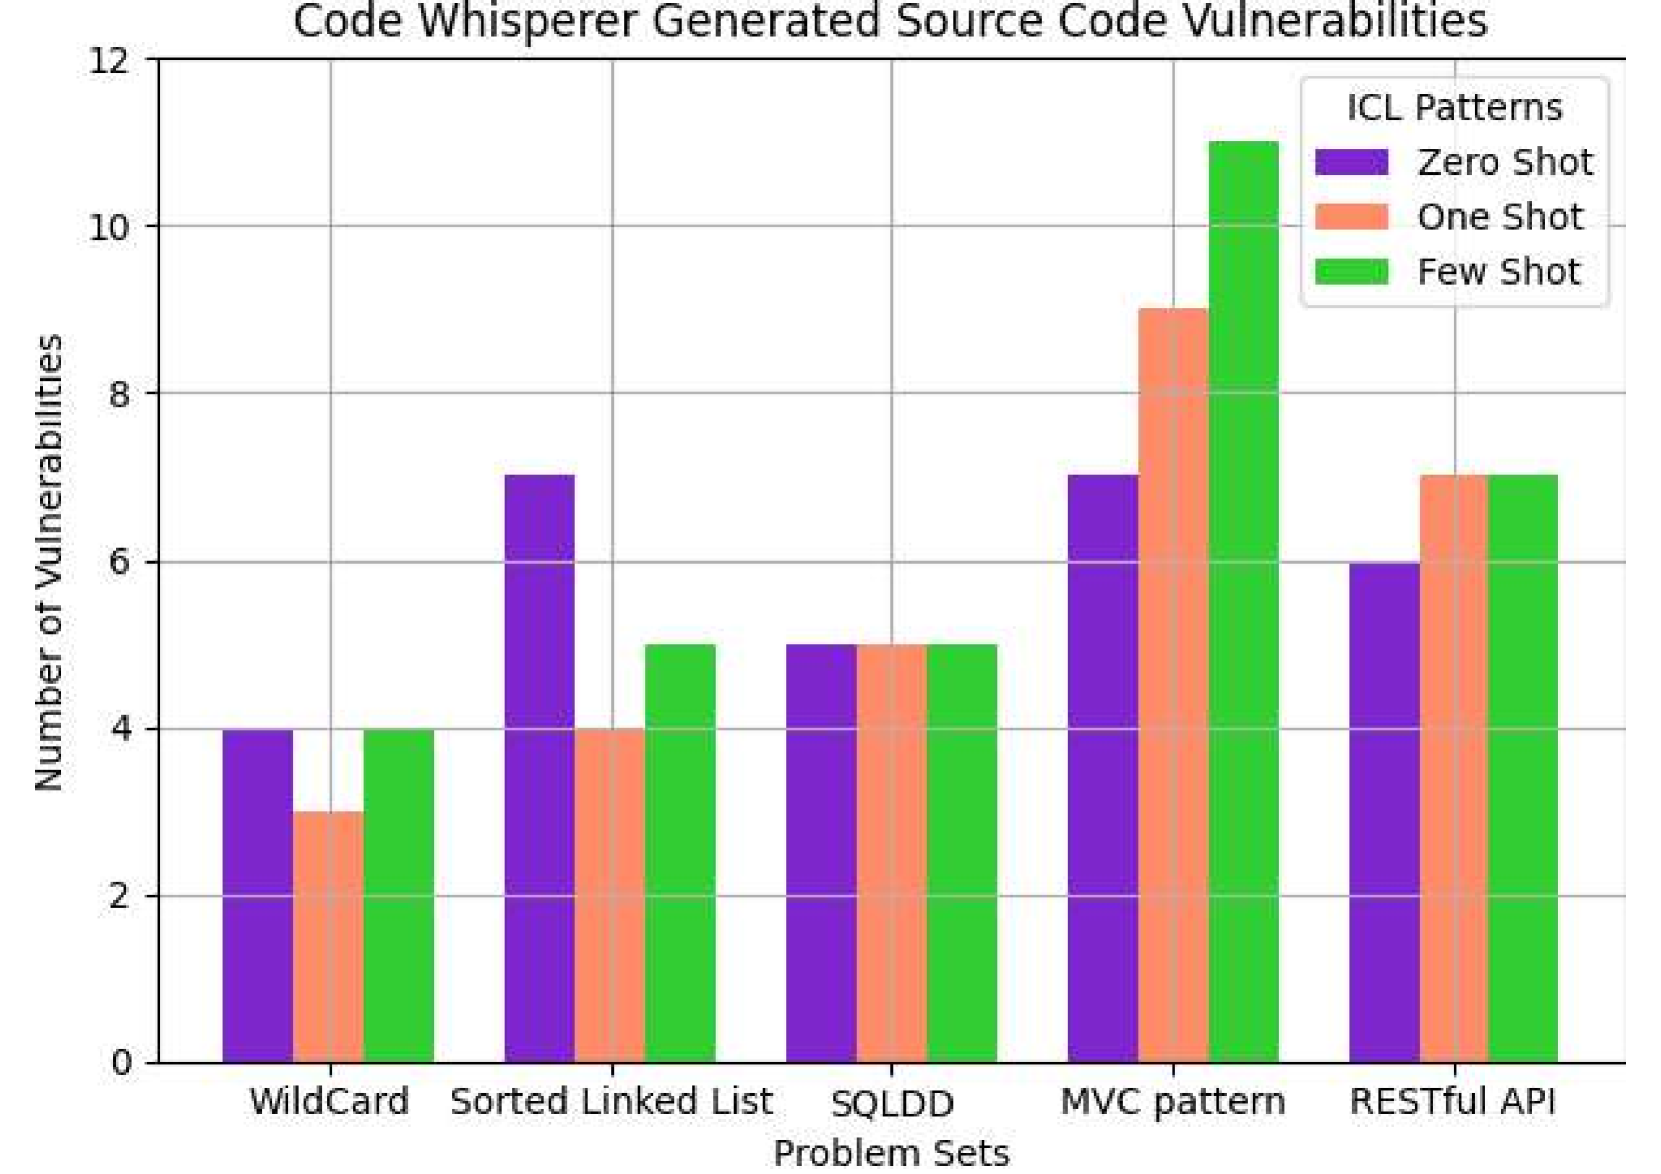 Code Whisperer Generated Source Code Vulnerabilities
12
10
8
6
4
2
0
Number of Vulnerabilities
ICL Patterns
Zero Shot
One Shot
Few Shot
WildCard
Sorted Linked List
SQLDD
MVC pattern
RESTful API
Problem Sets